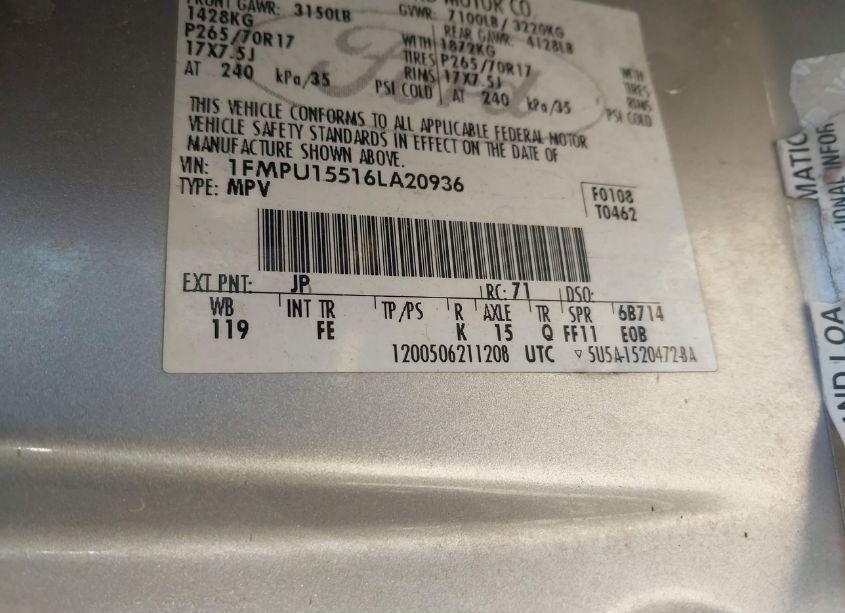 FRONT GAWR: 3150LB
1428KG
P265/70R17
17X7.5J
AT 240 kPa/35
WITH
TIRES
RIMS
PSI COLD
MOTOR CO.
GVWR: 7100LB / 3220KG
REAR GAWR: 4128LB
1872KG
P265/70R17
17X7.5J
AT 240 kPa/35
WITH
TIRES
RIMS
PSI COLD
Ford
THIS VEHICLE CONFORMS TO ALL APPLICABLE FEDERAL MOTOR
VEHICLE SAFETY STANDARDS IN EFFECT ON THE DATE OF
MANUFACTURE SHOWN ABOVE.
VIN: 1FMPU15516LA20936
TYPE: MPV
F0108
T0462
EXT PNT: JP RC: 71 DSO:
WB INT TR TP/PS R AXLE TR SPR 6B714
119 FE K 15 Q FF11 EOB
1200506211208 UTC ▽ 5U5A-1520472-BA
MATIC
IONAL INFOR
AND LOA